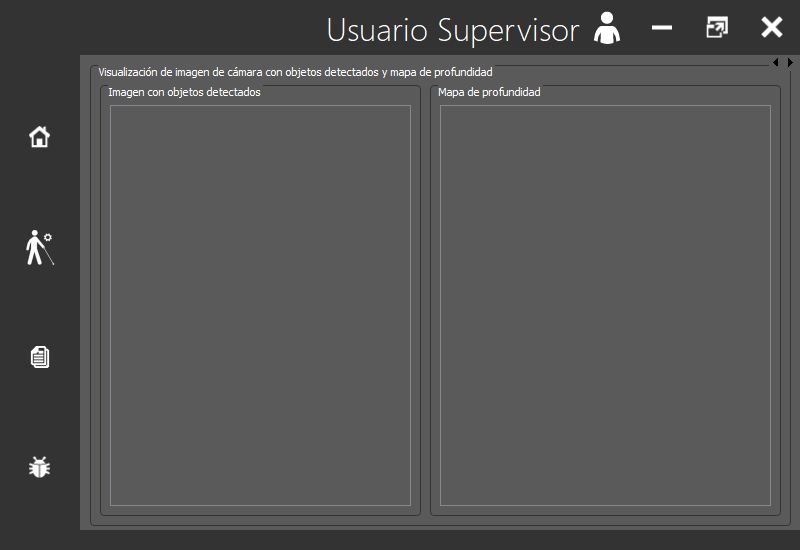 Usuario Supervisor
Visualización de imagen de cámara con objetos detectados y mapa de profundidad
Imagen con objetos detectados
Mapa de profundidad